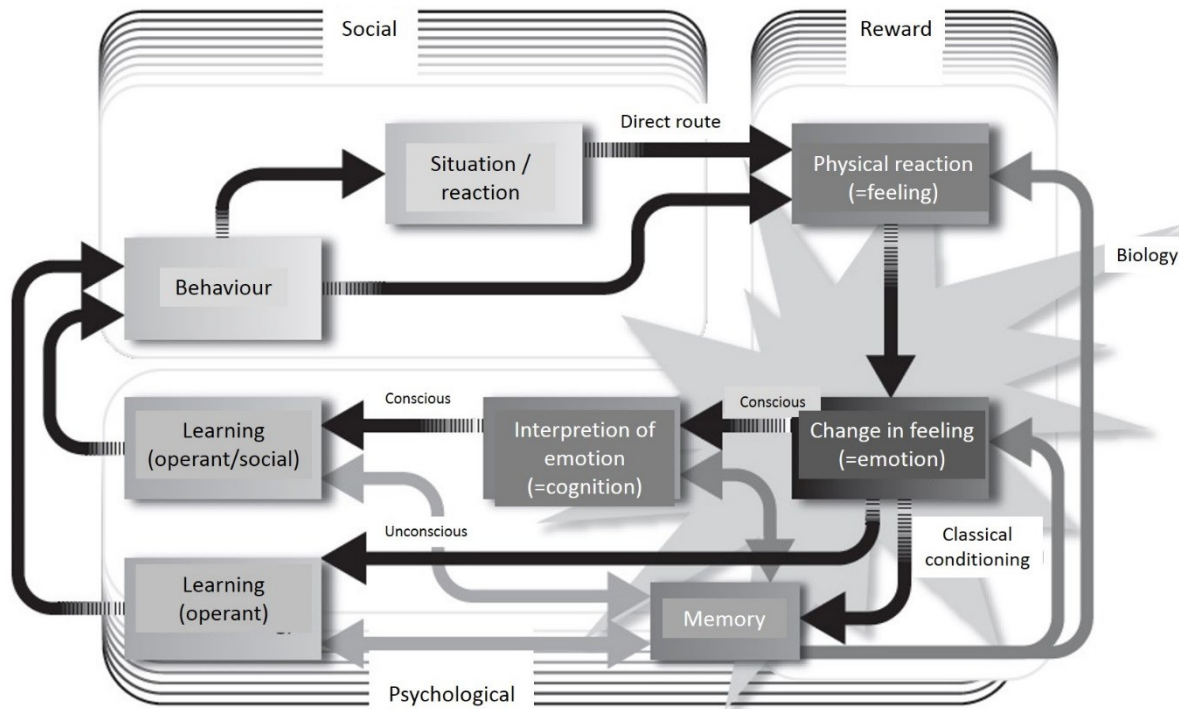 Social
Reward
Direct route
Situation /
reaction
Physical reaction
(=feeling)
Biology
Behaviour
Conscious
Conscious
Learning
(operant/social)
Interpretion of
emotion
(=cognition)
Change in feeling
(=emotion)
Unconscious
Classical
conditioning
Learning
(operant)
Memory
Psychological